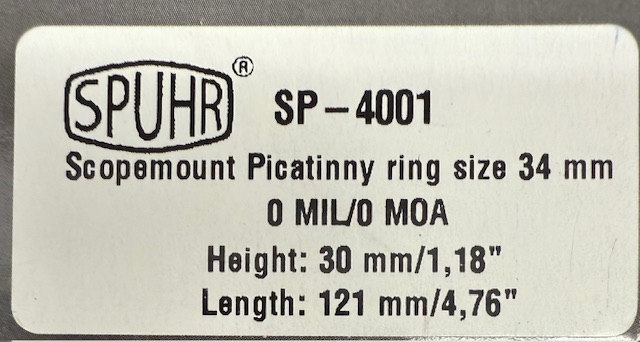 SPUHR® SP-4001
Scopemount Picatinny ring size 34 mm
0 MIL/0 MOA
Height: 30 mm/1,18"
Length: 121 mm/4,76"